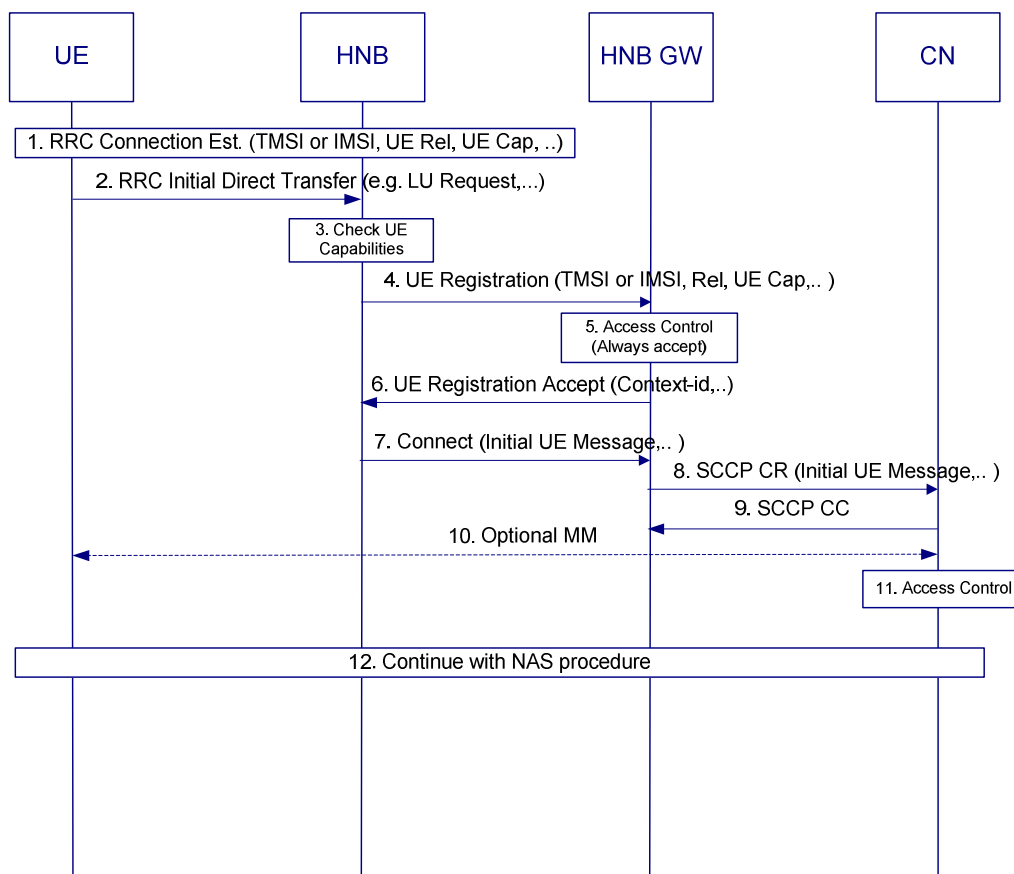 UE
HNB
HNB GW
CN
1. RRC Connection Est. (TMSI or IMSI, UE Rel, UE Cap, ..)
2. RRC Initial Direct Transfer (e.g. LU Request,...)
3. Check UE
Capabilities
4. UE Registration (TMSI or IMSI, Rel, UE Cap,.. )
5. Access Control
(Always accept)
6. UE Registration Accept (Context-id,..)
7. Connect (Initial UE Message,.. )
8. SCCP CR (Initial UE Message,.. )
9. SCCP CC
10. Optional MM
11. Access Control
12. Continue with NAS procedure